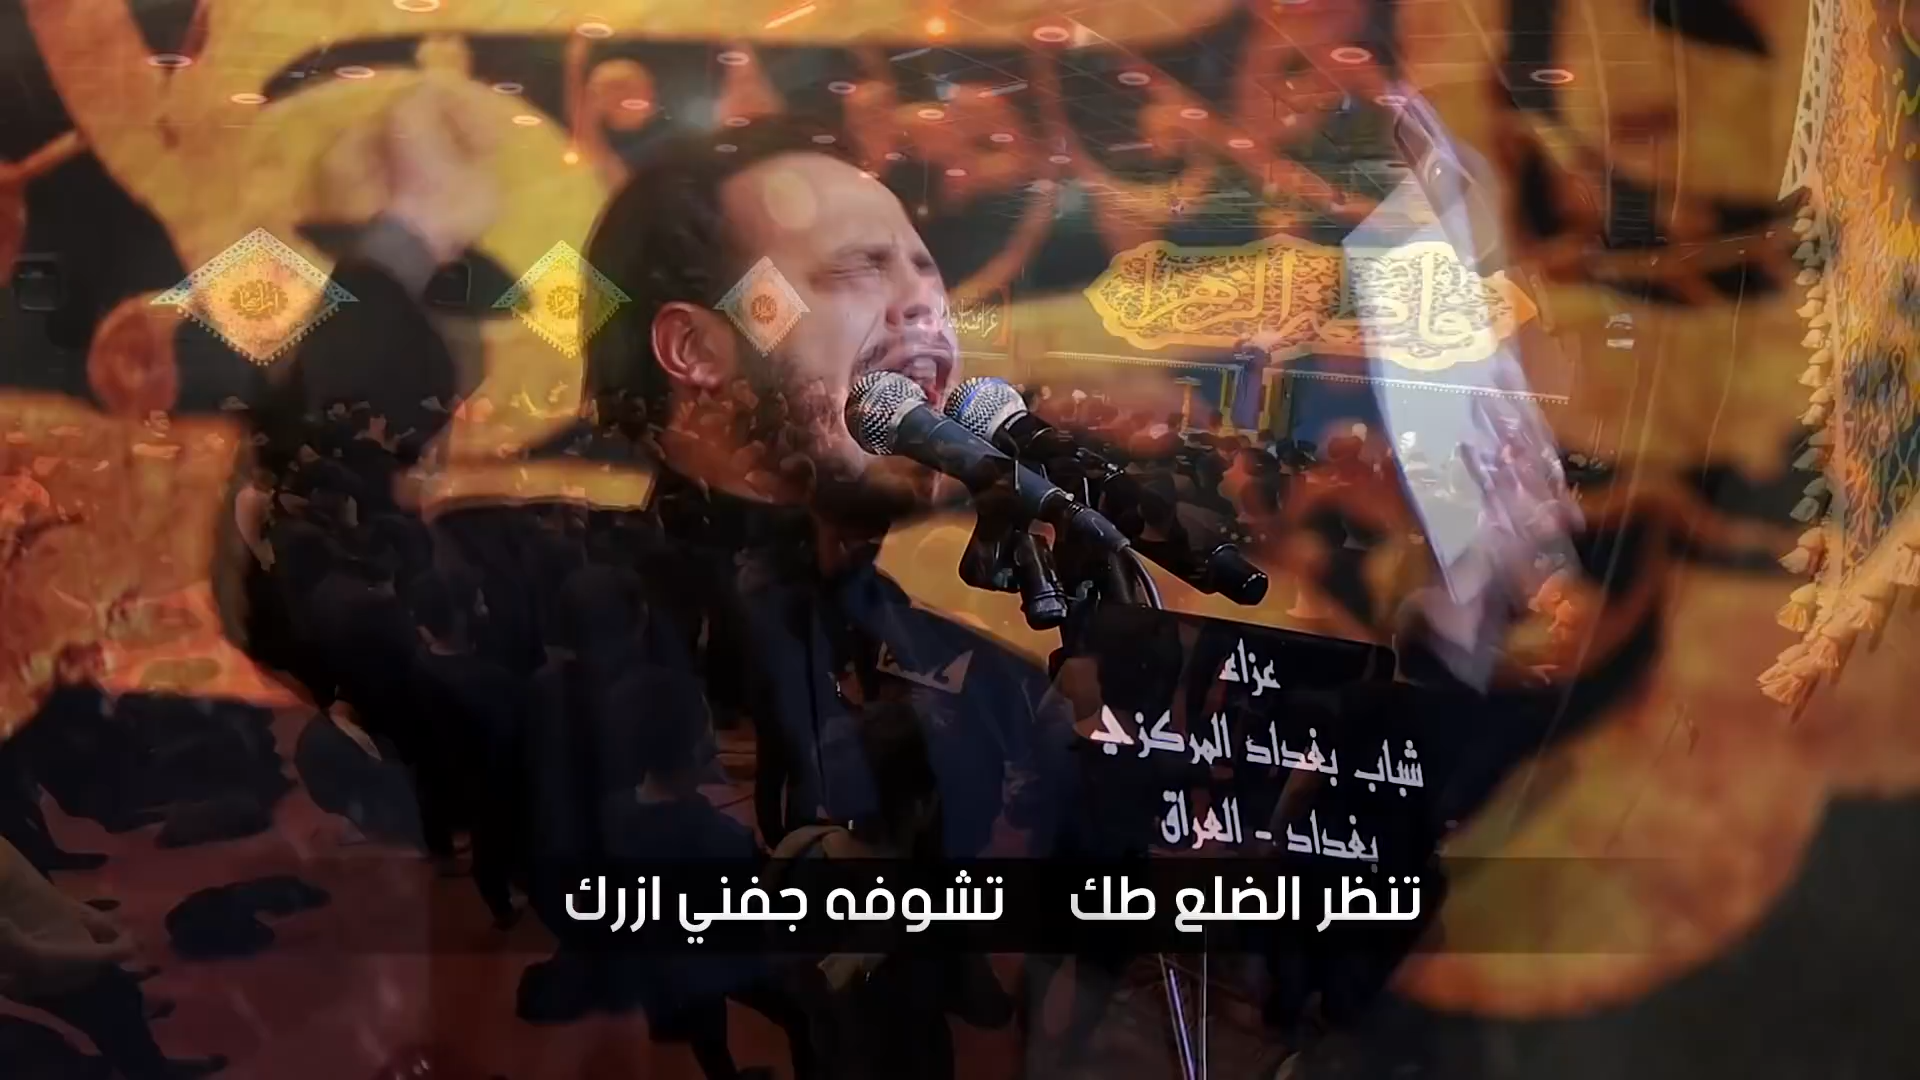 فاطمة الزهراء
عزاء
شباب بغداد المركزي
بغداد - العراق
تنظر الضلع طك تشوفه جفني ازرك